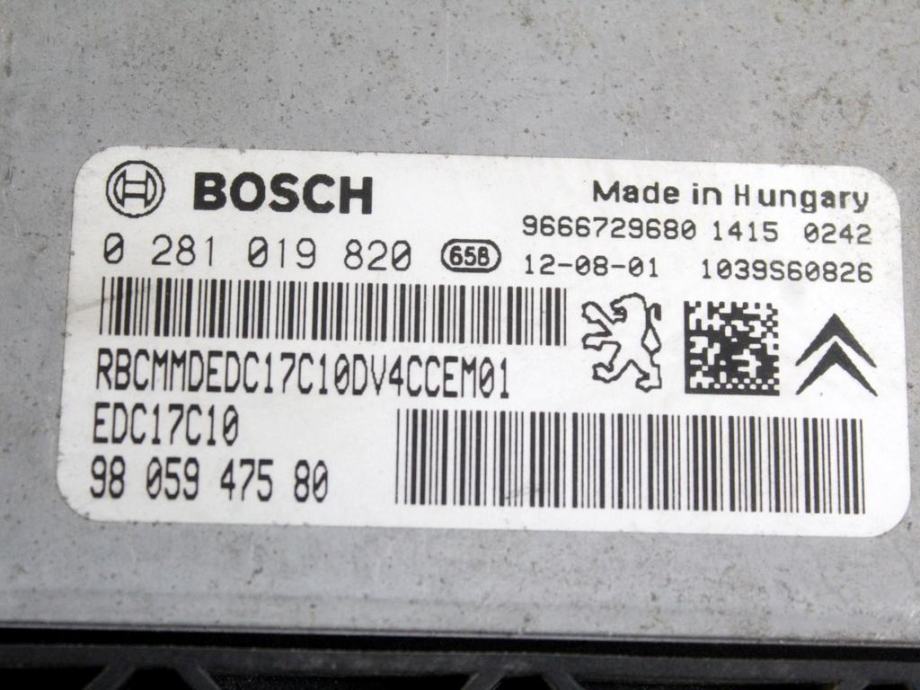 BOSCH
Made in Hungary
9666729680 1415 0242
0 281 019 820 65B 12-08-01 1039S60826
RBCMMDEDC17C10DV4CCEM01
EDC17C10
98 059 475 80